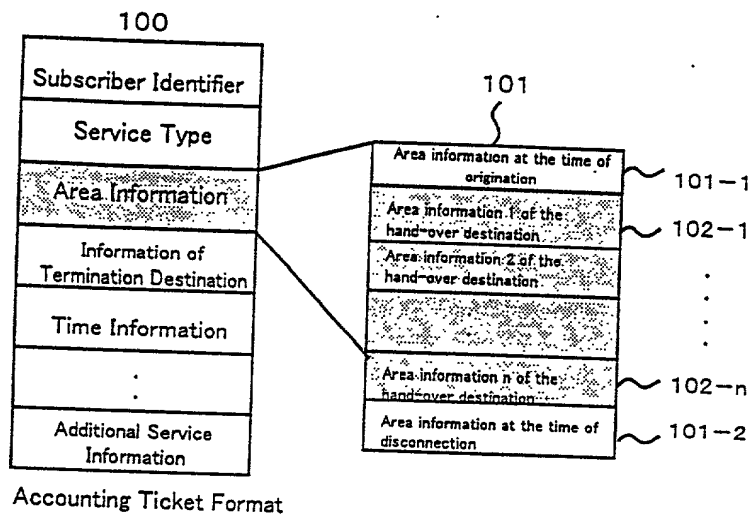 100
Subscriber Identifier
Service Type
Area Information
Information of
Termination Destination
Time Information
Additional Service
Information
Accounting Ticket Format
101
Area information at the time of
origination
101-1
Area information 1 of the
hand-over destination
102-1
Area information 2 of the
hand-over destination
Area information n of the
hand-over destination
102-n
Area information at the time of
disconnection
101-2